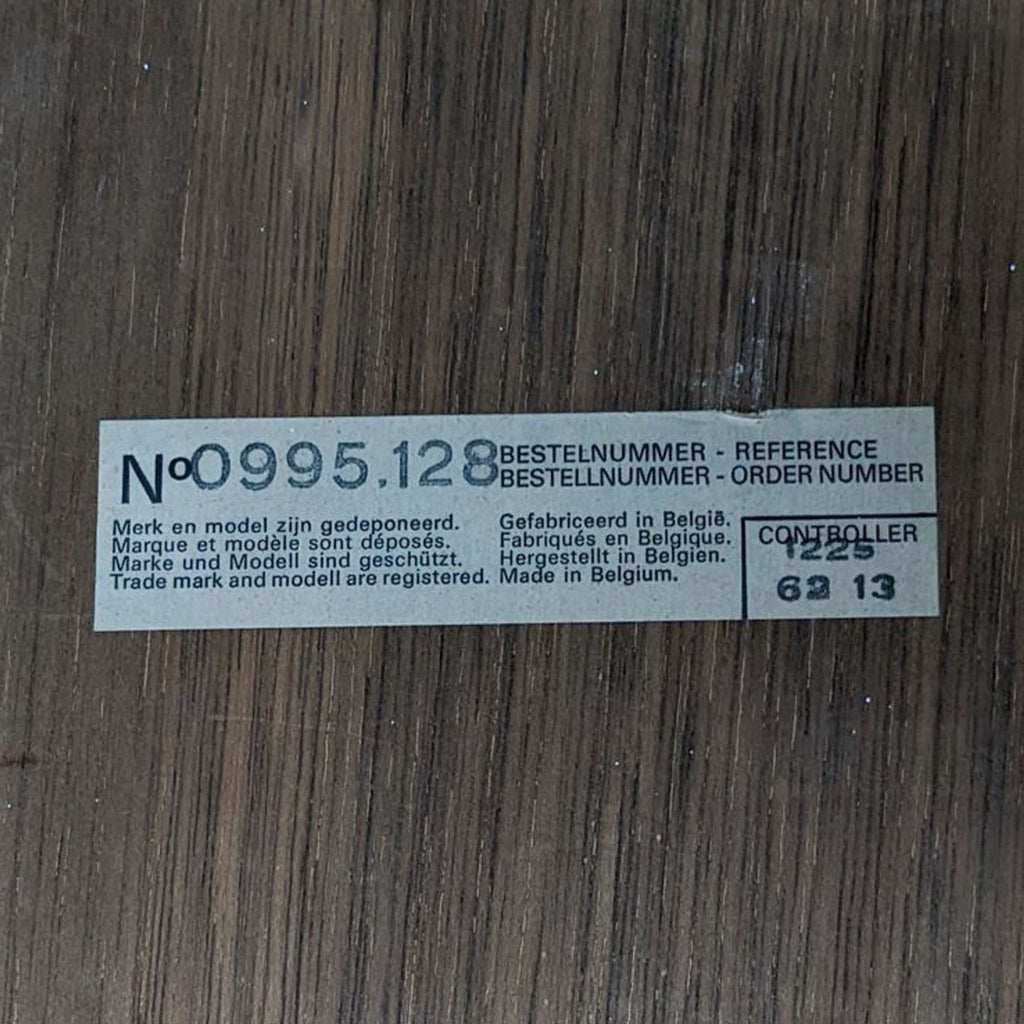 Nº 0995.128 BESTELNUMMER - REFERENCE
BESTELLNUMMER - ORDER NUMBER
Merk en model zijn gedeponeerd.
Marque et modèle sont déposés.
Marke und Modell sind geschützt.
Trade mark and modell are registered.
Gefabriceerd in België.
Fabriqués en Belgique.
Hergestellt in Belgien.
Made in Belgium.
CONTROLLER
1225
13